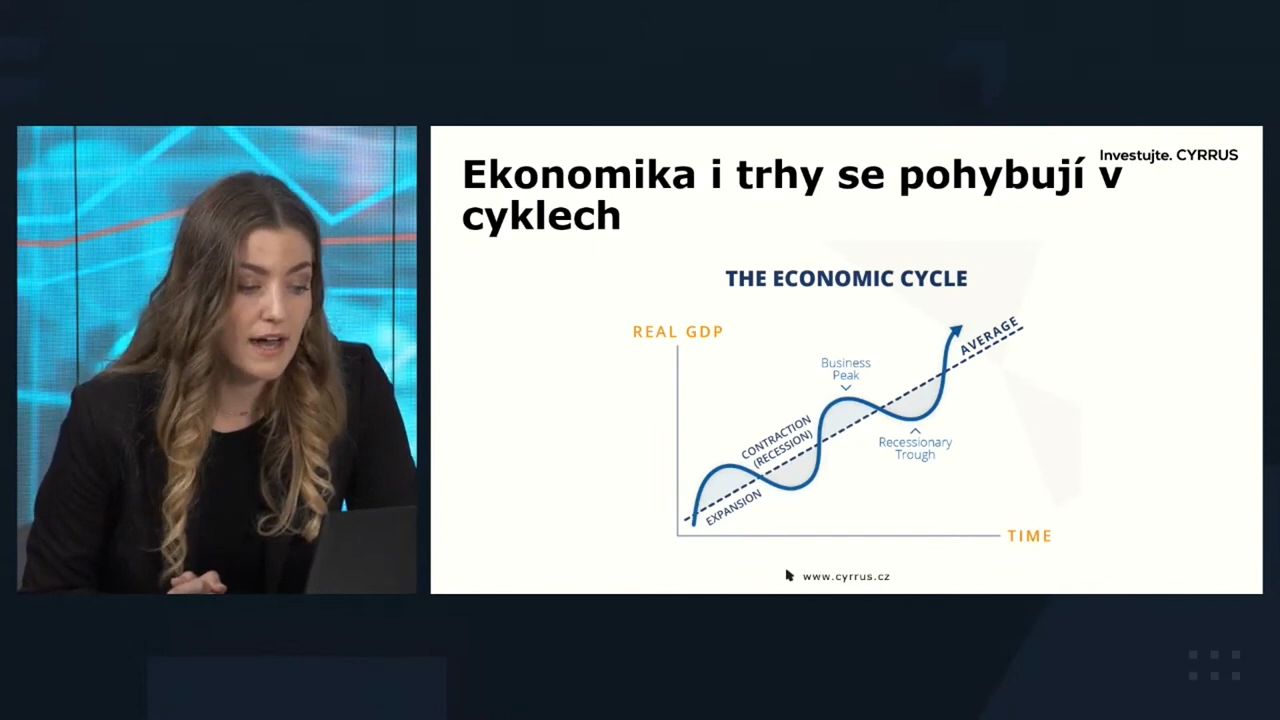 Investujte. CYRRUS
Ekonomika i trhy se pohybují v
cyklech
THE ECONOMIC CYCLE
REAL GDP
AVERAGE
Business
Peak
CONTRACTION
(RECESSION)
Recessionary
Trough
EXPANSION
TIME
www.cyrrus.cz